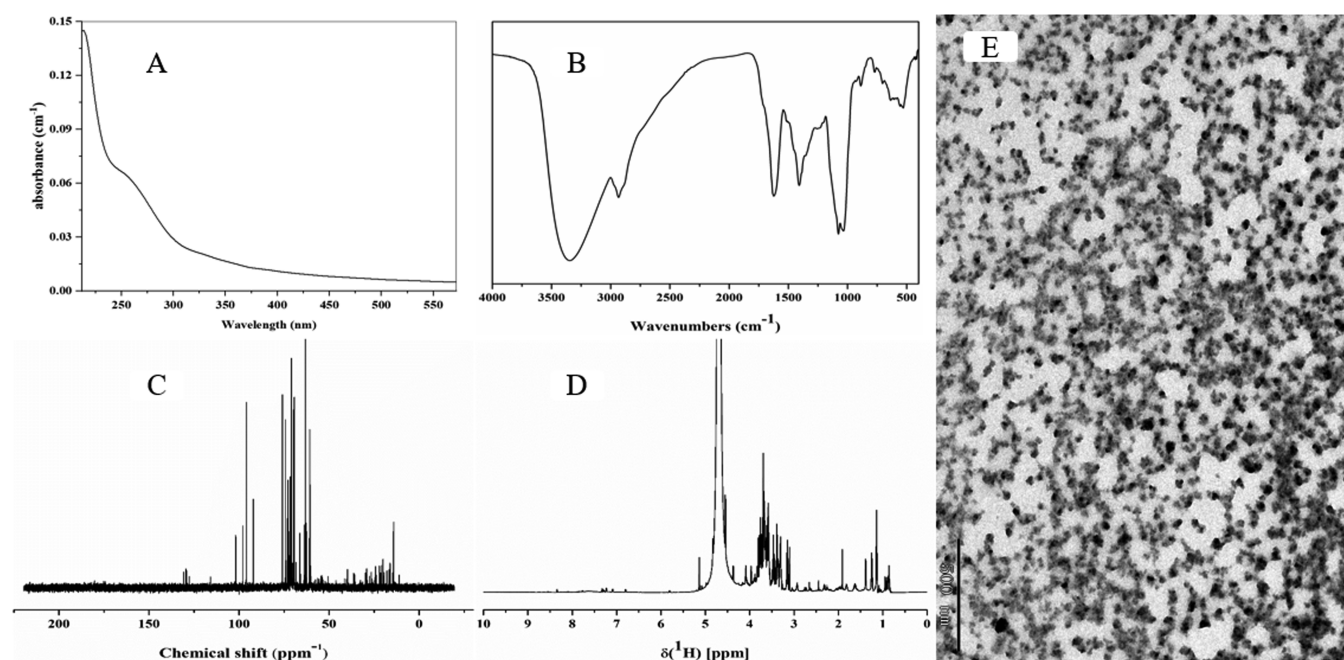 A
0.15
0.12
0.09
0.06
0.03
0.00
absorbance (cm⁻¹)
250 300 350 400 450 500 550
Wavelength (nm)
B
4000 3500 3000 2500 2000 1500 1000 500
Wavenumbers (cm⁻¹)
C
200 150 100 50 0
Chemical shift (ppm⁻¹)
D
10 9 8 7 6 5 4 3 2 1 0
δ(¹H) [ppm]
E
500 nm